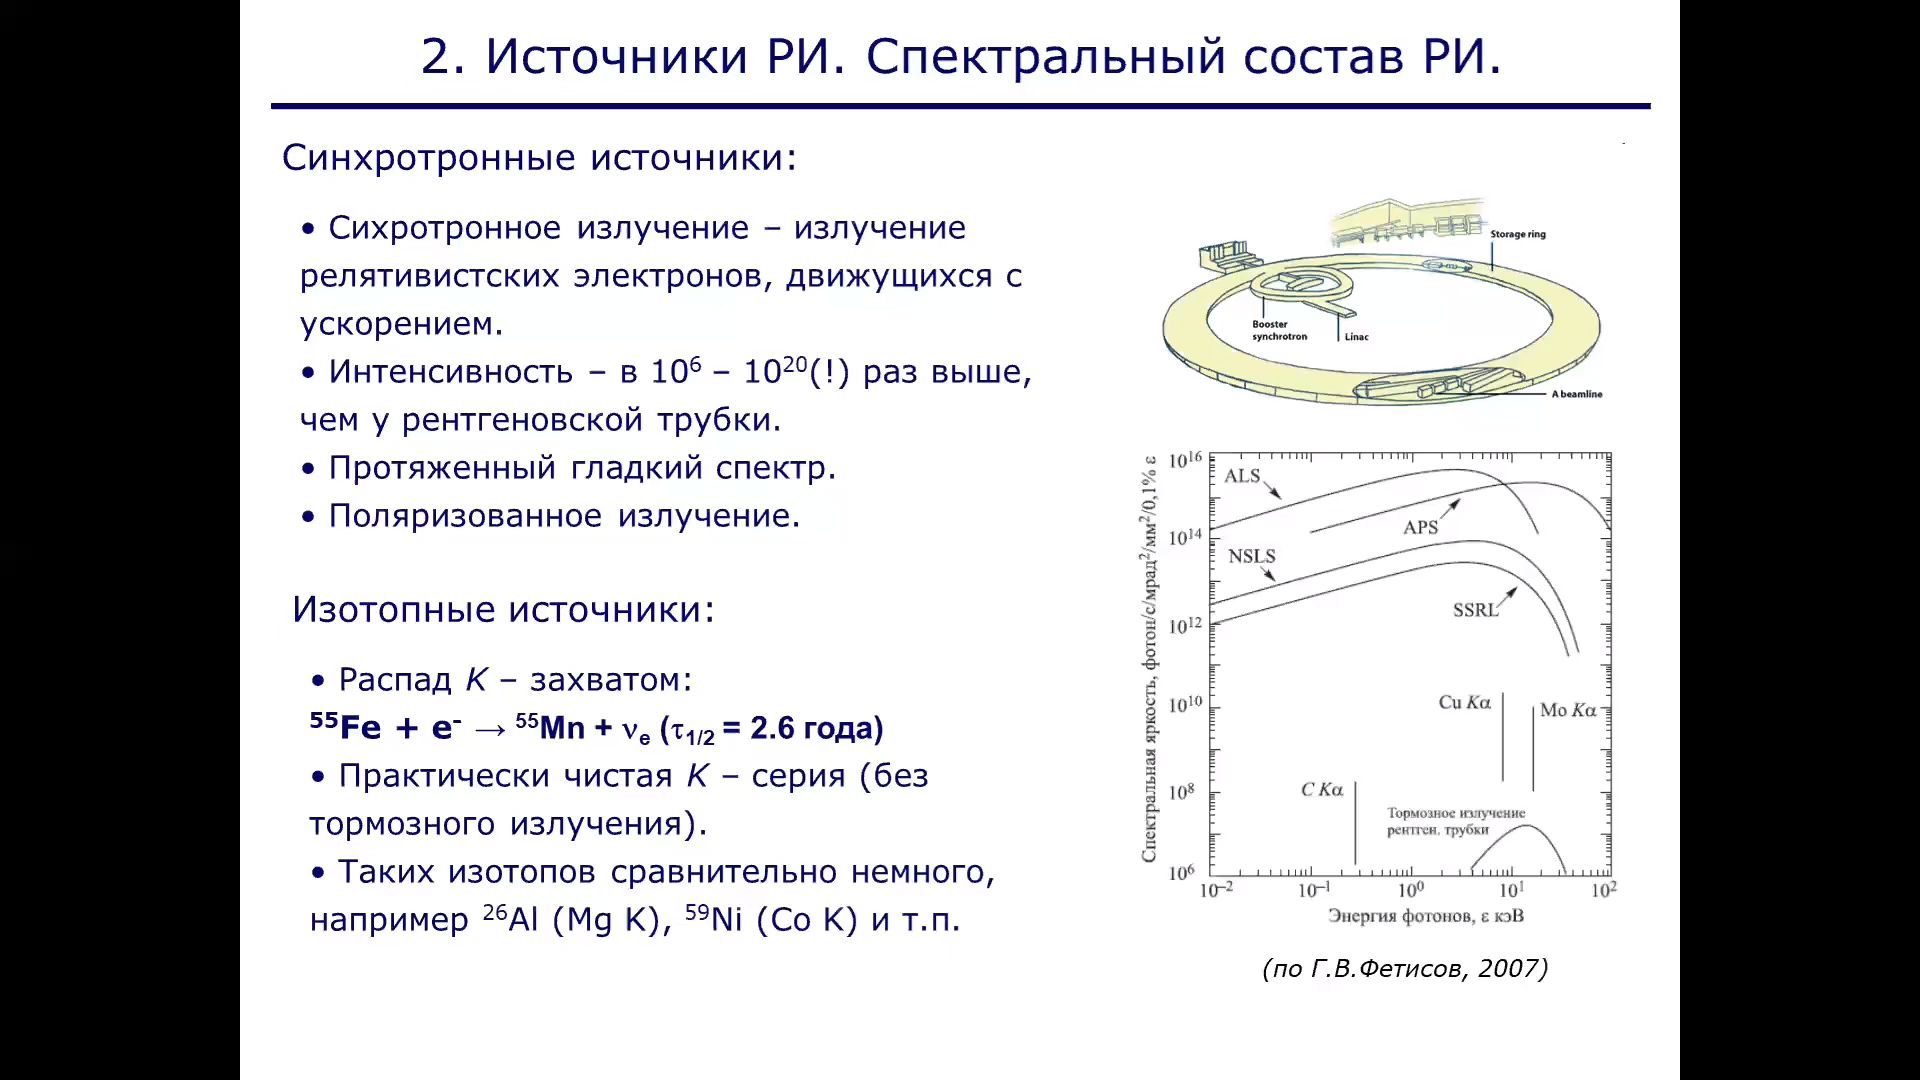 2. Источники РИ. Спектральный состав РИ.
Синхротронные источники:
• Сихротронное излучение – излучение
релятивистских электронов, движущихся с
ускорением.
• Интенсивность – в 10⁶ – 10²⁰(!) раз выше,
чем у рентгеновской трубки.
• Протяженный гладкий спектр.
• Поляризованное излучение.
Изотопные источники:
• Распад K – захватом:
⁵⁵Fe + e⁻ → ⁵⁵Mn + νₑ (τ₁/₂ = 2.6 года)
• Практически чистая K – серия (без
тормозного излучения).
• Таких изотопов сравнительно немного,
например ²⁶Al (Mg K), ⁵⁹Ni (Co K) и т.п.
Storage ring
Booster
synchrotron
Linac
A beamline
Спектральная яркость, фотон/с/мрад²/мм²/0,1% ε
10¹⁶
10¹⁴
10¹²
10¹⁰
10⁸
10⁶
ALS
APS
NSLS
SSRL
Cu Kα
Mo Kα
C Kα
Тормозное излучение
рентген. трубки
10⁻² 10⁻¹ 10⁰ 10¹ 10²
Энергия фотонов, ε кэВ
(по Г.В.Фетисов, 2007)